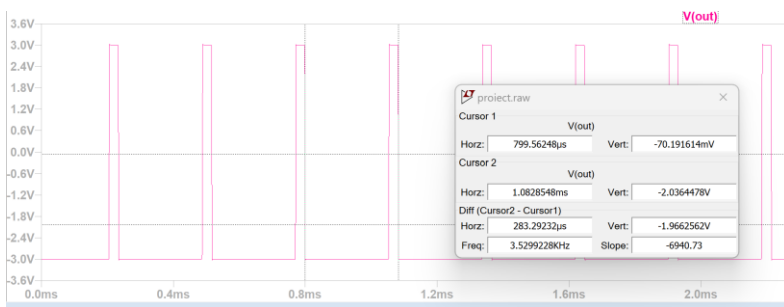 V(out)
3.6V
3.0V
2.4V
1.8V
1.2V
0.6V
0.0V
-0.6V
-1.2V
-1.8V
-2.4V
-3.0V
-3.6V
0.0ms 0.4ms 0.8ms 1.2ms 1.6ms 2.0ms
proiect.raw
Cursor 1
V(out)
Horz: 799.56248µs Vert: -70.191614mV
Cursor 2
V(out)
Horz: 1.0828548ms Vert: -2.0364478V
Diff (Cursor2 - Cursor1)
Horz: 283.29232µs Vert: -1.9662562V
Freq: 3.5299228KHz Slope: -6940.73